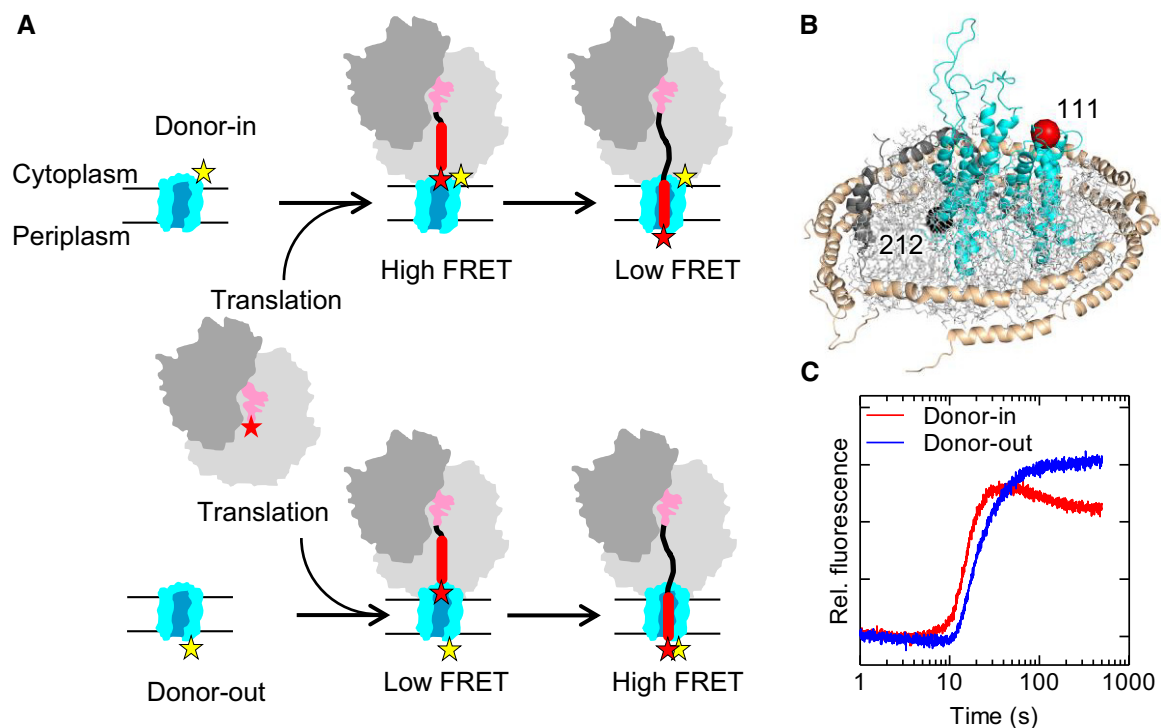 A
Donor-in
Cytoplasm
Periplasm
High FRET
Low FRET
Translation
Translation
Low FRET
High FRET
Donor-out
B
111
212
C
Donor-in
Donor-out
Rel. fluorescence
1 10 100 1000
Time (s)